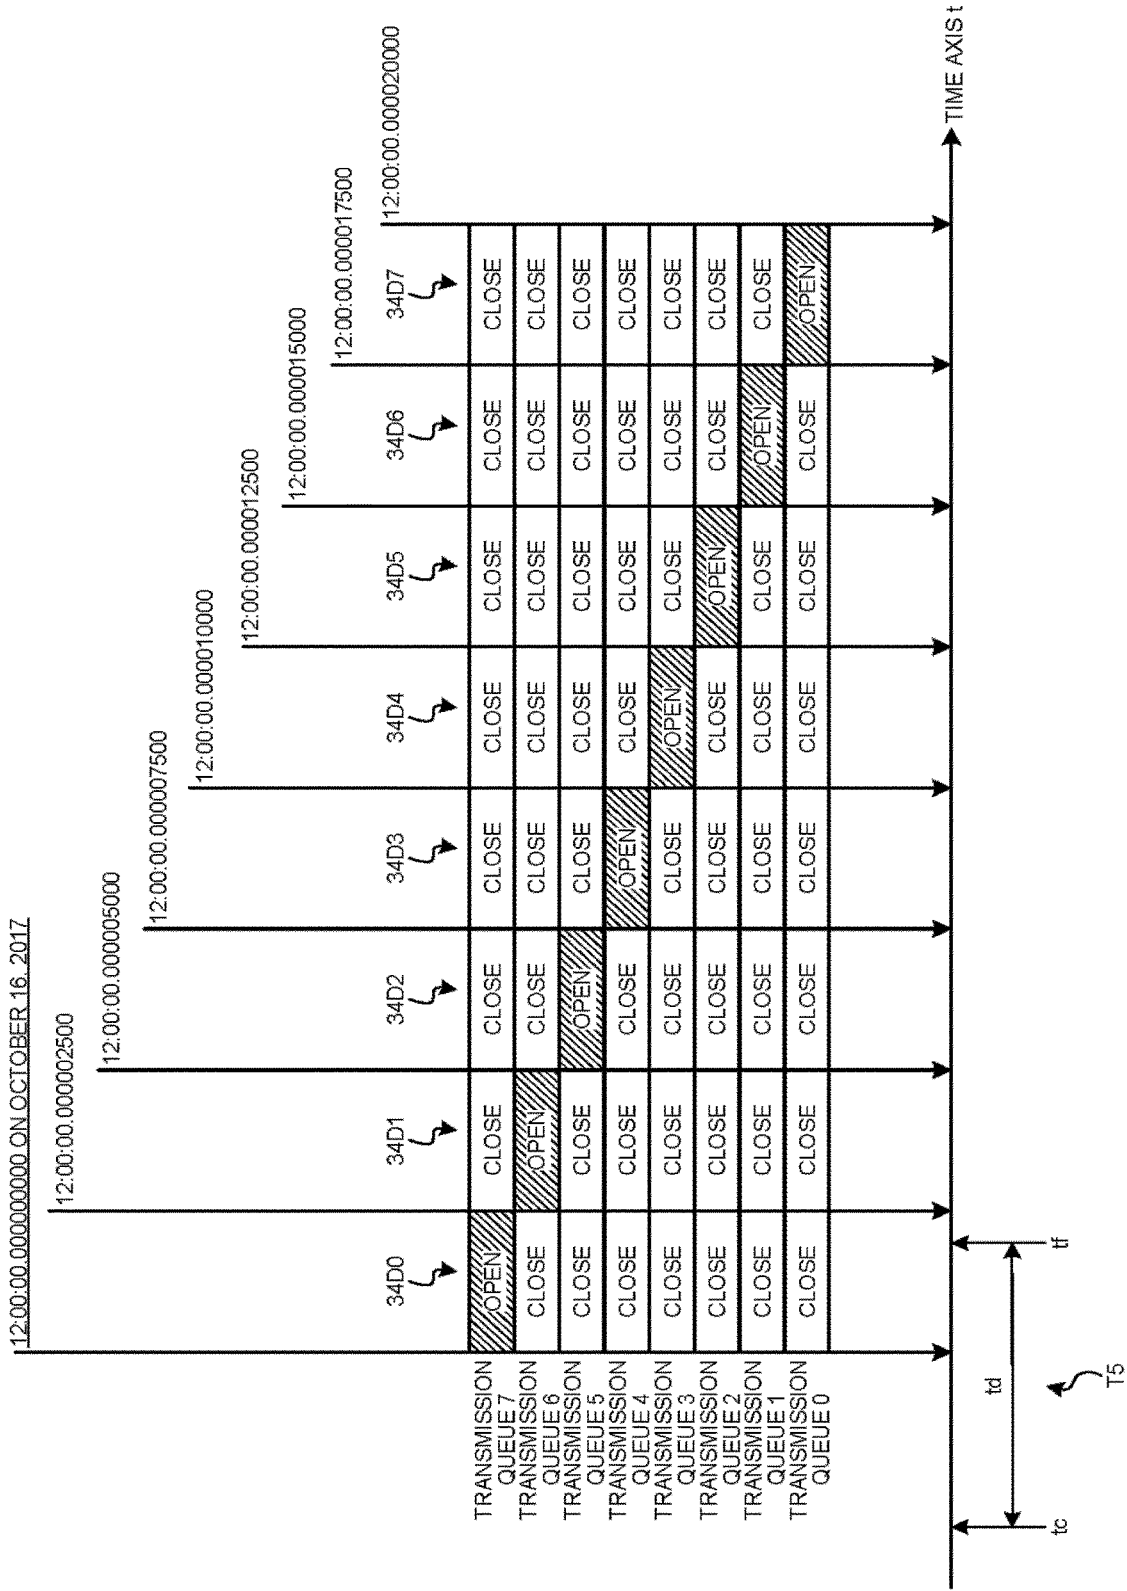 12:00:00.000000000 ON OCTOBER 16, 2017
12:00:00.000002500
12:00:00.000005000
12:00:00.000007500
12:00:00.000010000
12:00:00.000012500
12:00:00.000015000
12:00:00.000017500
12:00:00.000020000
34D0 34D1 34D2 34D3 34D4 34D5 34D6 34D7
TRANSMISSION
QUEUE 7
OPEN CLOSE CLOSE CLOSE CLOSE CLOSE CLOSE CLOSE
TRANSMISSION
QUEUE 6
CLOSE OPEN CLOSE CLOSE CLOSE CLOSE CLOSE CLOSE
TRANSMISSION
QUEUE 5
CLOSE CLOSE OPEN CLOSE CLOSE CLOSE CLOSE CLOSE
TRANSMISSION
QUEUE 4
CLOSE CLOSE CLOSE OPEN CLOSE CLOSE CLOSE CLOSE
TRANSMISSION
QUEUE 3
CLOSE CLOSE CLOSE CLOSE OPEN CLOSE CLOSE CLOSE
TRANSMISSION
QUEUE 2
CLOSE CLOSE CLOSE CLOSE CLOSE OPEN CLOSE CLOSE
TRANSMISSION
QUEUE 1
CLOSE CLOSE CLOSE CLOSE CLOSE CLOSE OPEN CLOSE
TRANSMISSION
QUEUE 0
CLOSE CLOSE CLOSE CLOSE CLOSE CLOSE CLOSE OPEN
TIME AXIS t
td
tc tf
T5